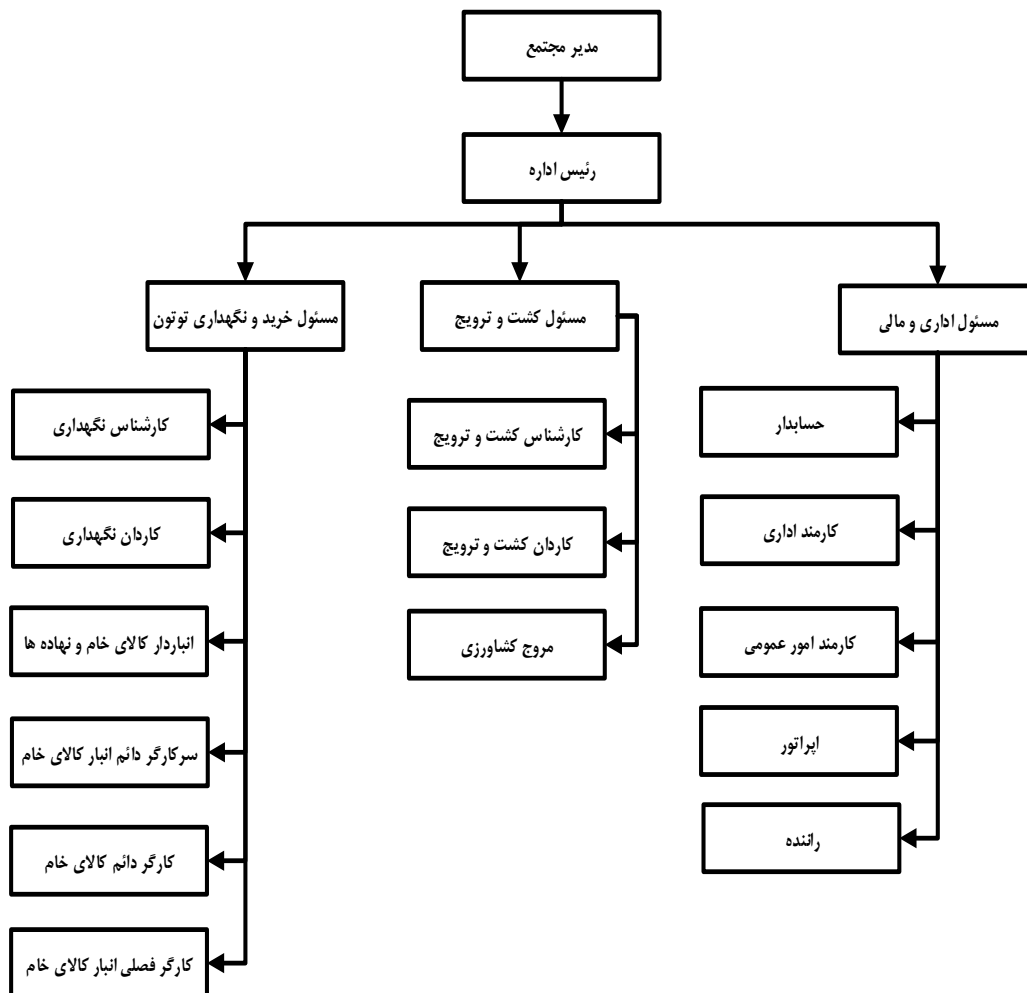 مدیر مجتمع
رئیس اداره
مسئول اداری و مالی
حسابدار
کارمند اداری
کارمند امور عمومی
اپراتور
راننده
مسئول کشت و ترویج
کارشناس کشت و ترویج
کاردان کشت و ترویج
مروج کشاورزی
مسئول خرید و نگهداری توتون
کارشناس نگهداری
کاردان نگهداری
انباردار کالای خام و نهاده ها
سرکارگر دائم انبار کالای خام
کارگر دائم کالای خام
کارگر فصلی انبار کالای خام